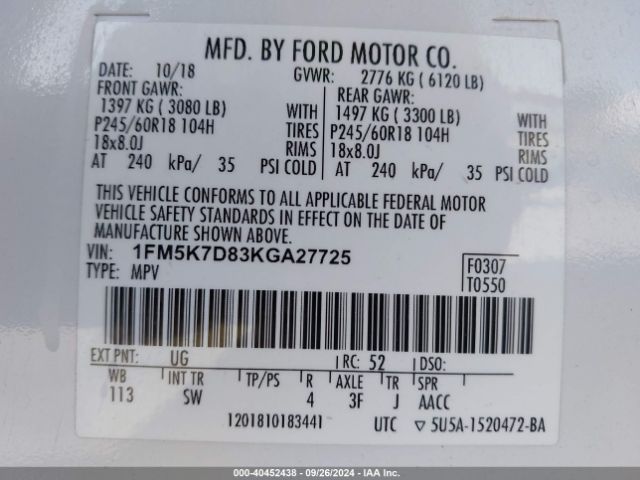 MFD. BY FORD MOTOR CO.
DATE: 10/18 GVWR: 2776 KG ( 6120 LB)
FRONT GAWR: REAR GAWR:
1397 KG ( 3080 LB) 1497 KG ( 3300 LB)
P245/60R18 104H TIRES P245/60R18 104H TIRES
18x8.0J RIMS 18x8.0J RIMS
AT 240 kPa/ 35 PSI COLD AT 240 kPa/ 35 PSI COLD
THIS VEHICLE CONFORMS TO ALL APPLICABLE FEDERAL MOTOR
VEHICLE SAFETY STANDARDS IN EFFECT ON THE DATE OF
MANUFACTURE SHOWN ABOVE.
VIN: 1FM5K7D83KGA27725 F0307
TYPE: MPV T0550
EXT PNT: UG RC: 52 DSO:
WB INT TR TP/PS R AXLE TR SPR
113 SW 4 3F J AACC
1201810183441 UTC ▽ 5U5A-1520472-BA
000-40452438 - 09/26/2024 - IAAI.COM